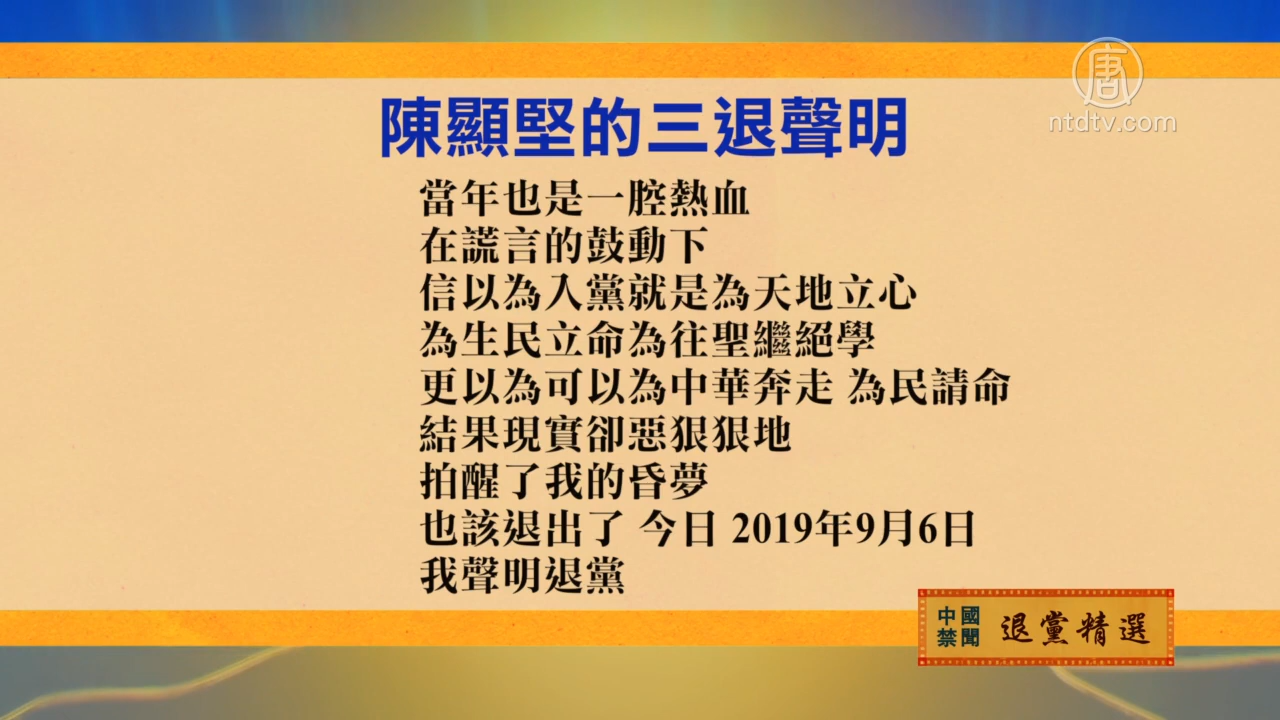 唐
ntdtv.com
陳顯堅的三退聲明
當年也是一腔熱血
在謊言的鼓動下
信以為入黨就是為天地立心
為生民立命為往聖繼絕學
更以為可以為中華奔走 為民請命
結果現實卻惡狠狠地
拍醒了我的昏夢
也該退出了 今日 2019年9月6日
我聲明退黨
中國
禁聞
退黨精選